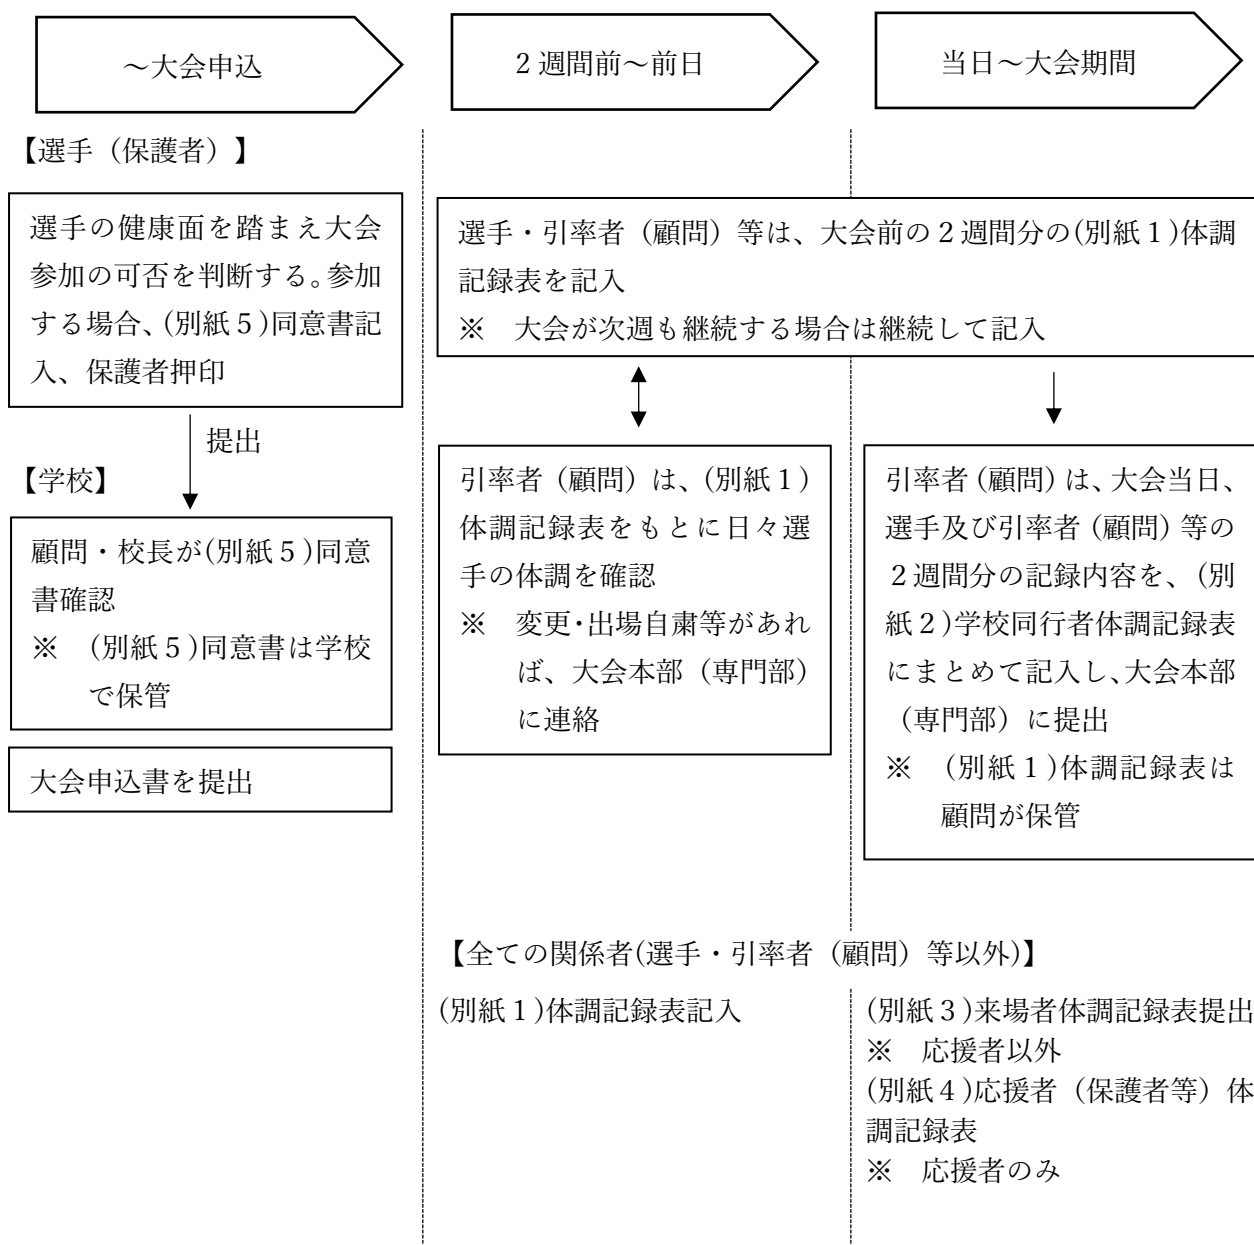 ～大会申込
２週間前～前日
当日～大会期間
【選手（保護者）】
選手の健康面を踏まえ大会
参加の可否を判断する。参加
する場合、(別紙５)同意書記
入、保護者押印
提出
【学校】
顧問・校長が(別紙５)同意
書確認
※　(別紙５)同意書は学校
で保管
大会申込書を提出
選手・引率者（顧問）等は、大会前の２週間分の(別紙１)体調
記録表を記入
※　大会が次週も継続する場合は継続して記入
引率者（顧問）は、(別紙１)
体調記録表をもとに日々選
手の体調を確認
※　変更・出場自粛等があれ
ば、大会本部（専門部）
に連絡
引率者（顧問）は、大会当日、
選手及び引率者（顧問）等の
２週間分の記録内容を、(別
紙２)学校同行者体調記録表
にまとめて記入し、大会本部
（専門部）に提出
※　(別紙１)体調記録表は
顧問が保管
【全ての関係者(選手・引率者（顧問）等以外)】
(別紙１)体調記録表記入
(別紙３)来場者体調記録表提出
※　応援者以外
(別紙４)応援者（保護者等）体
調記録表
※　応援者のみ